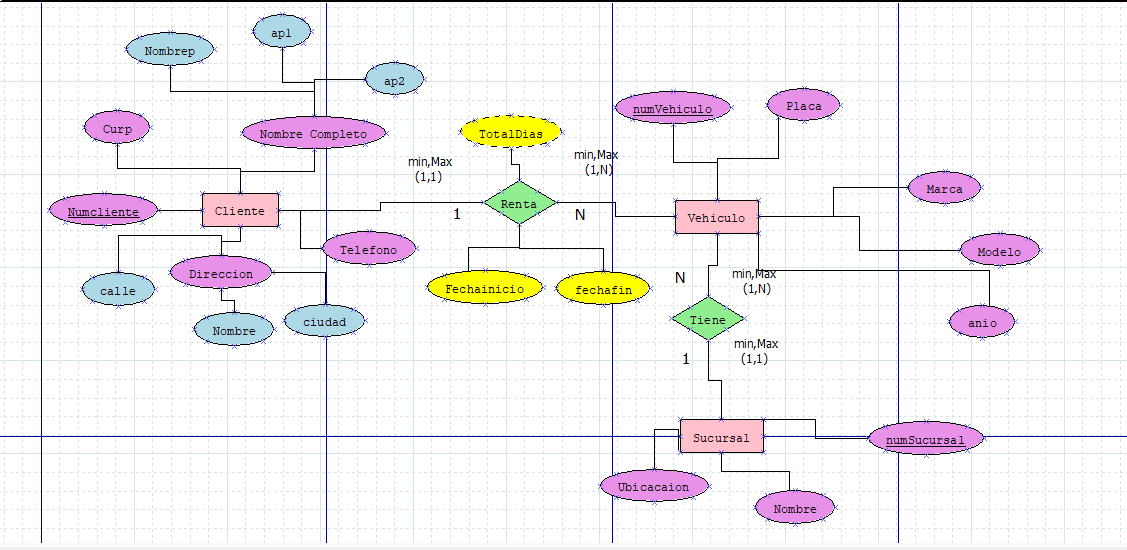 ap1
Nombrep
ap2
numVehiculo
Placa
Curp
Nombre Completo
TotalDias
min,Max
(1,1)
min,Max
(1,N)
Marca
Numcliente
Cliente
1
Renta
N
Vehiculo
Telefono
Modelo
Direccion
calle
Fechainicio
fechafin
N
min,Max
(1,N)
Nombre
ciudad
Tiene
anio
1
min,Max
(1,1)
Sucursal
numSucursal
Ubicacaion
Nombre